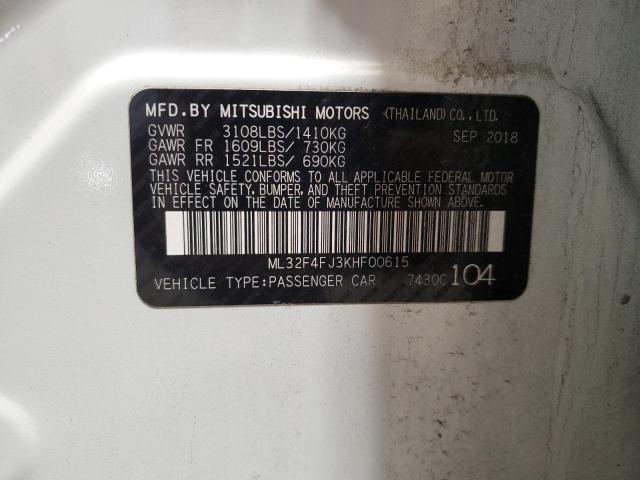 MFD.BY MITSUBISHI MOTORS (THAILAND) CO.,LTD.
GVWR 3108LBS/1410KG SEP 2018
GAWR FR 1609LBS/ 730KG
GAWR RR 1521LBS/ 690KG
THIS VEHICLE CONFORMS TO ALL APPLICABLE FEDERAL MOTOR
VEHICLE SAFETY, BUMPER, AND THEFT PREVENTION STANDARDS
IN EFFECT ON THE DATE OF MANUFACTURE SHOWN ABOVE.
ML32F4FJ3KHF00615
VEHICLE TYPE:PASSENGER CAR 7430C 104